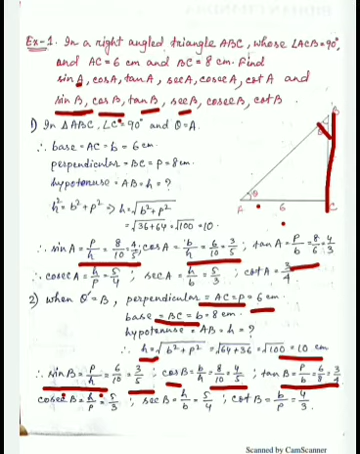 Ex-1. In a right angled triangle ABC, whose ∠ACB=90°,
and AC=6 cm and BC=8 cm. Find
sin A, cos A, tan A, sec A, cosec A, cot A and
sin B, cos B, tan B, sec B, cosec B, cot B.
1) In △ABC, ∠C=90° and θ=A.
∴ base = AC = b = 6 cm
perpendicular = BC = p = 8 cm.
hypotenuse = AB = h = ?
h² = b² + p² ⇒ h = √b²+p²
= √36+64 = √100 = 10.
θ
A 6 C
∴ sin A = p/h = 8/10 = 4/5; cos A = b/h = 6/10 = 3/5; tan A = p/b = 8/6 = 4/3
∴ cosec A = h/p = 5/4; sec A = h/b = 5/3; cot A = 3/4
2) when θ=B, perpendicular = AC = p = 6 cm
base = BC = b = 8 cm
hypotenuse = AB = h = ?
∴ h = √b²+p² = √64+36 = √100 = 10 cm
∴ sin B = p/h = 6/10 = 3/5; cos B = b/h = 8/10 = 4/5; tan B = p/b = 6/8 = 3/4
cosec B = h/p = 5/3; sec B = h/b = 5/4; cot B = b/p = 4/3.
Scanned by CamScanner